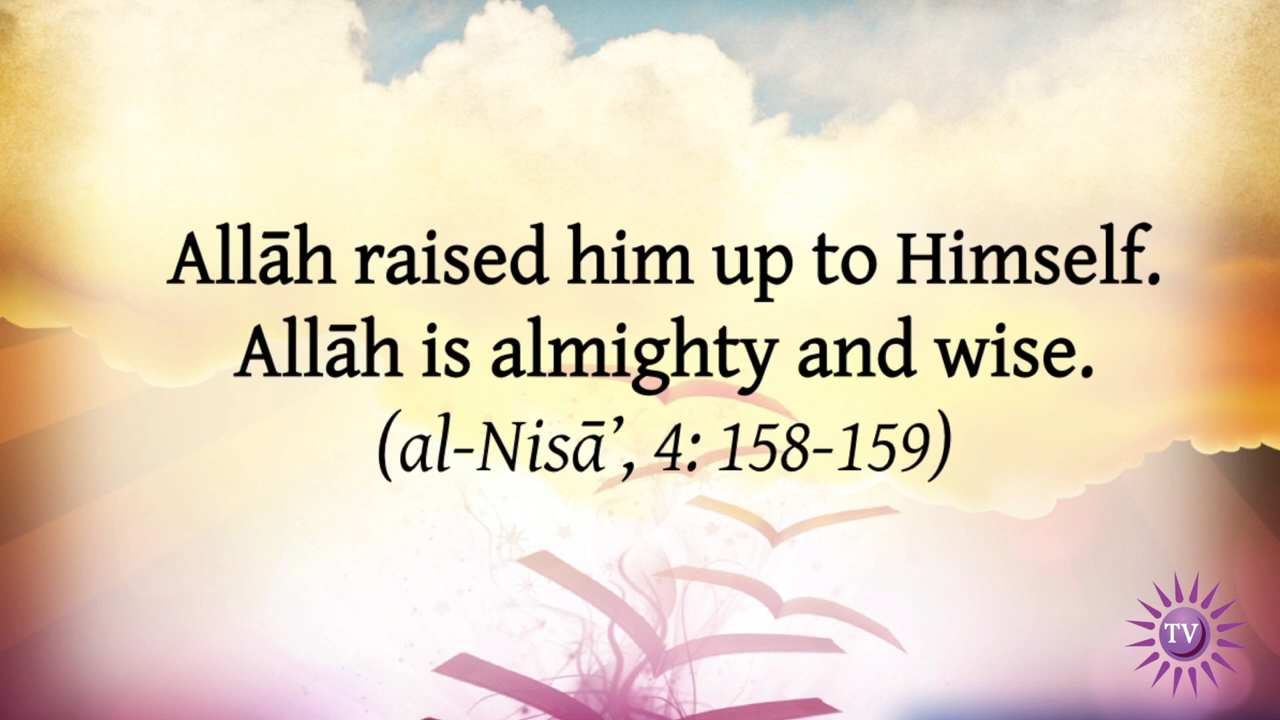 Allāh raised him up to Himself.
Allāh is almighty and wise.
(al-Nisā’, 4: 158-159)
TV